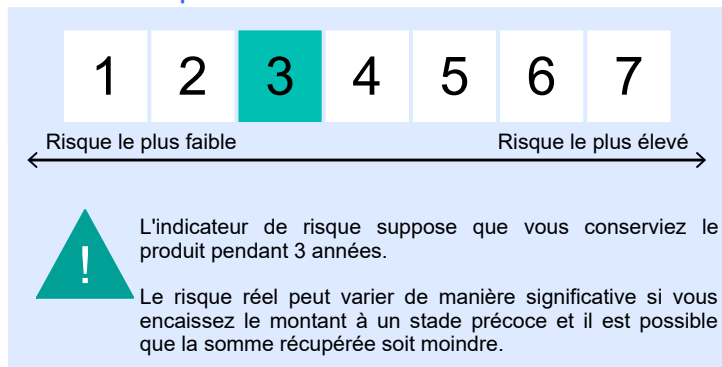 1 2 3 4 5 6 7
Risque le plus faible Risque le plus élevé
!
L'indicateur de risque suppose que vous conserviez le
produit pendant 3 années.
Le risque réel peut varier de manière significative si vous
encaissez le montant à un stade précoce et il est possible
que la somme récupérée soit moindre.